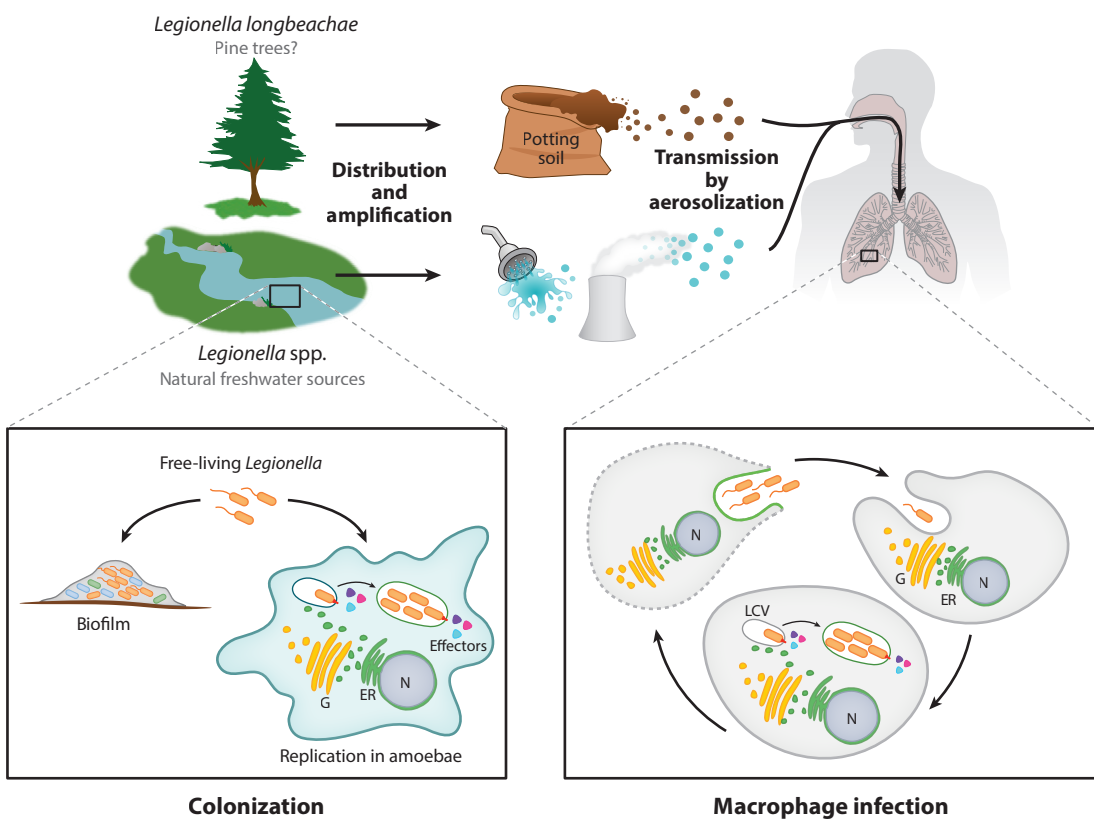 Legionella longbeachae
Pine trees?
Distribution
and
amplification
Potting
soil
Transmission
by
aerosolization
Legionella spp.
Natural freshwater sources
Free-living Legionella
Biofilm
Effectors
G
ER
N
Replication in amoebae
Colonization
N
G
ER
N
LCV
N
Macrophage infection